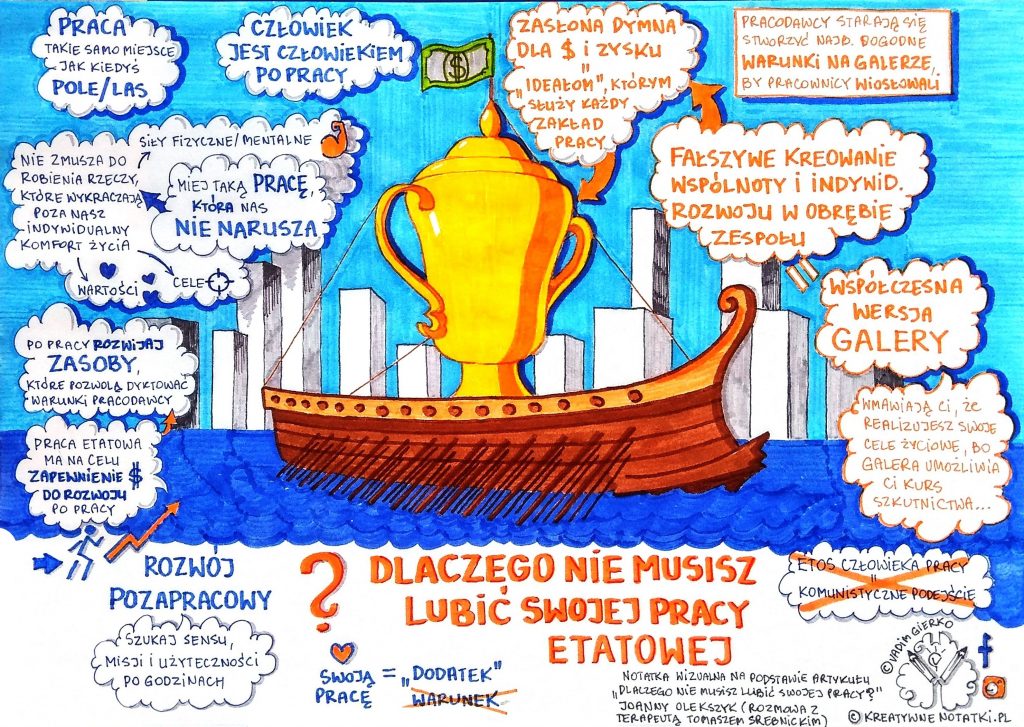 PRACA
TAKIE SAMO MIEJSCE
JAK KIEDYŚ
POLE/LAS
CZŁOWIEK
JEST CZŁOWIEKIEM
PO PRACY
$
ZASŁONA DYMNA
DLA $ i ZYSKU
=
"IDEAŁOM", KTÓRYM
SŁUŻY KAŻDY
ZAKŁAD
PRACY
PRACODAWCY STARAJĄ SIĘ
STWORZYĆ NAJB. DOGODNE
WARUNKI NA GALERZE,
BY PRACOWNICY WIOSŁOWALI
SIŁY FIZYCZNE/MENTALNE
NIE ZMUSZA DO
ROBIENIA RZECZY,
KTÓRE WYKRACZAJĄ
POZA NASZ
INDYWIDUALNY
KOMFORT ŻYCIA
MIEJ TAKĄ PRACĘ,
KTÓRA NAS
NIE NARUSZA
WARTOŚCI
CELE
FAŁSZYWE KREOWANIE
WSPÓLNOTY i INDYWID.
ROZWOJU W OBRĘBIE
ZESPOŁU
=
WSPÓŁCZESNA
WERSJA
GALERY
WMAWIAJĄ CI, ŻE
REALIZUJESZ SWOJE
CELE ŻYCIOWE, BO
GALERA UMOŻLIWIA
CI KURS
SZKUTNICTWA...
PO PRACY ROZWIJAJ
ZASOBY,
KTÓRE POZWOLĄ DYKTOWAĆ
WARUNKI PRACODAWCY
PRACA ETATOWA
MA NA CELU
ZAPEWNIENIE $
DO ROZWOJU
PO PRACY
ROZWÓJ
POZAPRACOWY
SZUKAJ SENSU,
MISJI i UŻYTECZNOŚCI
PO GODZINACH
? DLACZEGO NIE MUSISZ
LUBIĆ SWOJEJ PRACY
ETATOWEJ
SWOJĄ
PRACĘ
= „DODATEK"
WARUNEK
ETOS CZŁOWIEKA PRACY
=
KOMUNISTYCZNE PODEJŚCIE
NOTATKA WIZUALNA NA PODSTAWIE ARTYKUŁU
„DLACZEGO NIE MUSISZ LUBIĆ SWOJEJ PRACY?"
JOANNY OLEKSZYK (ROZMOWA Z
TERAPEUTĄ TOMASZEM SREBNICKIM)
© VADIM GIERKO
f
© KREATYWNE NOTATKI.PL